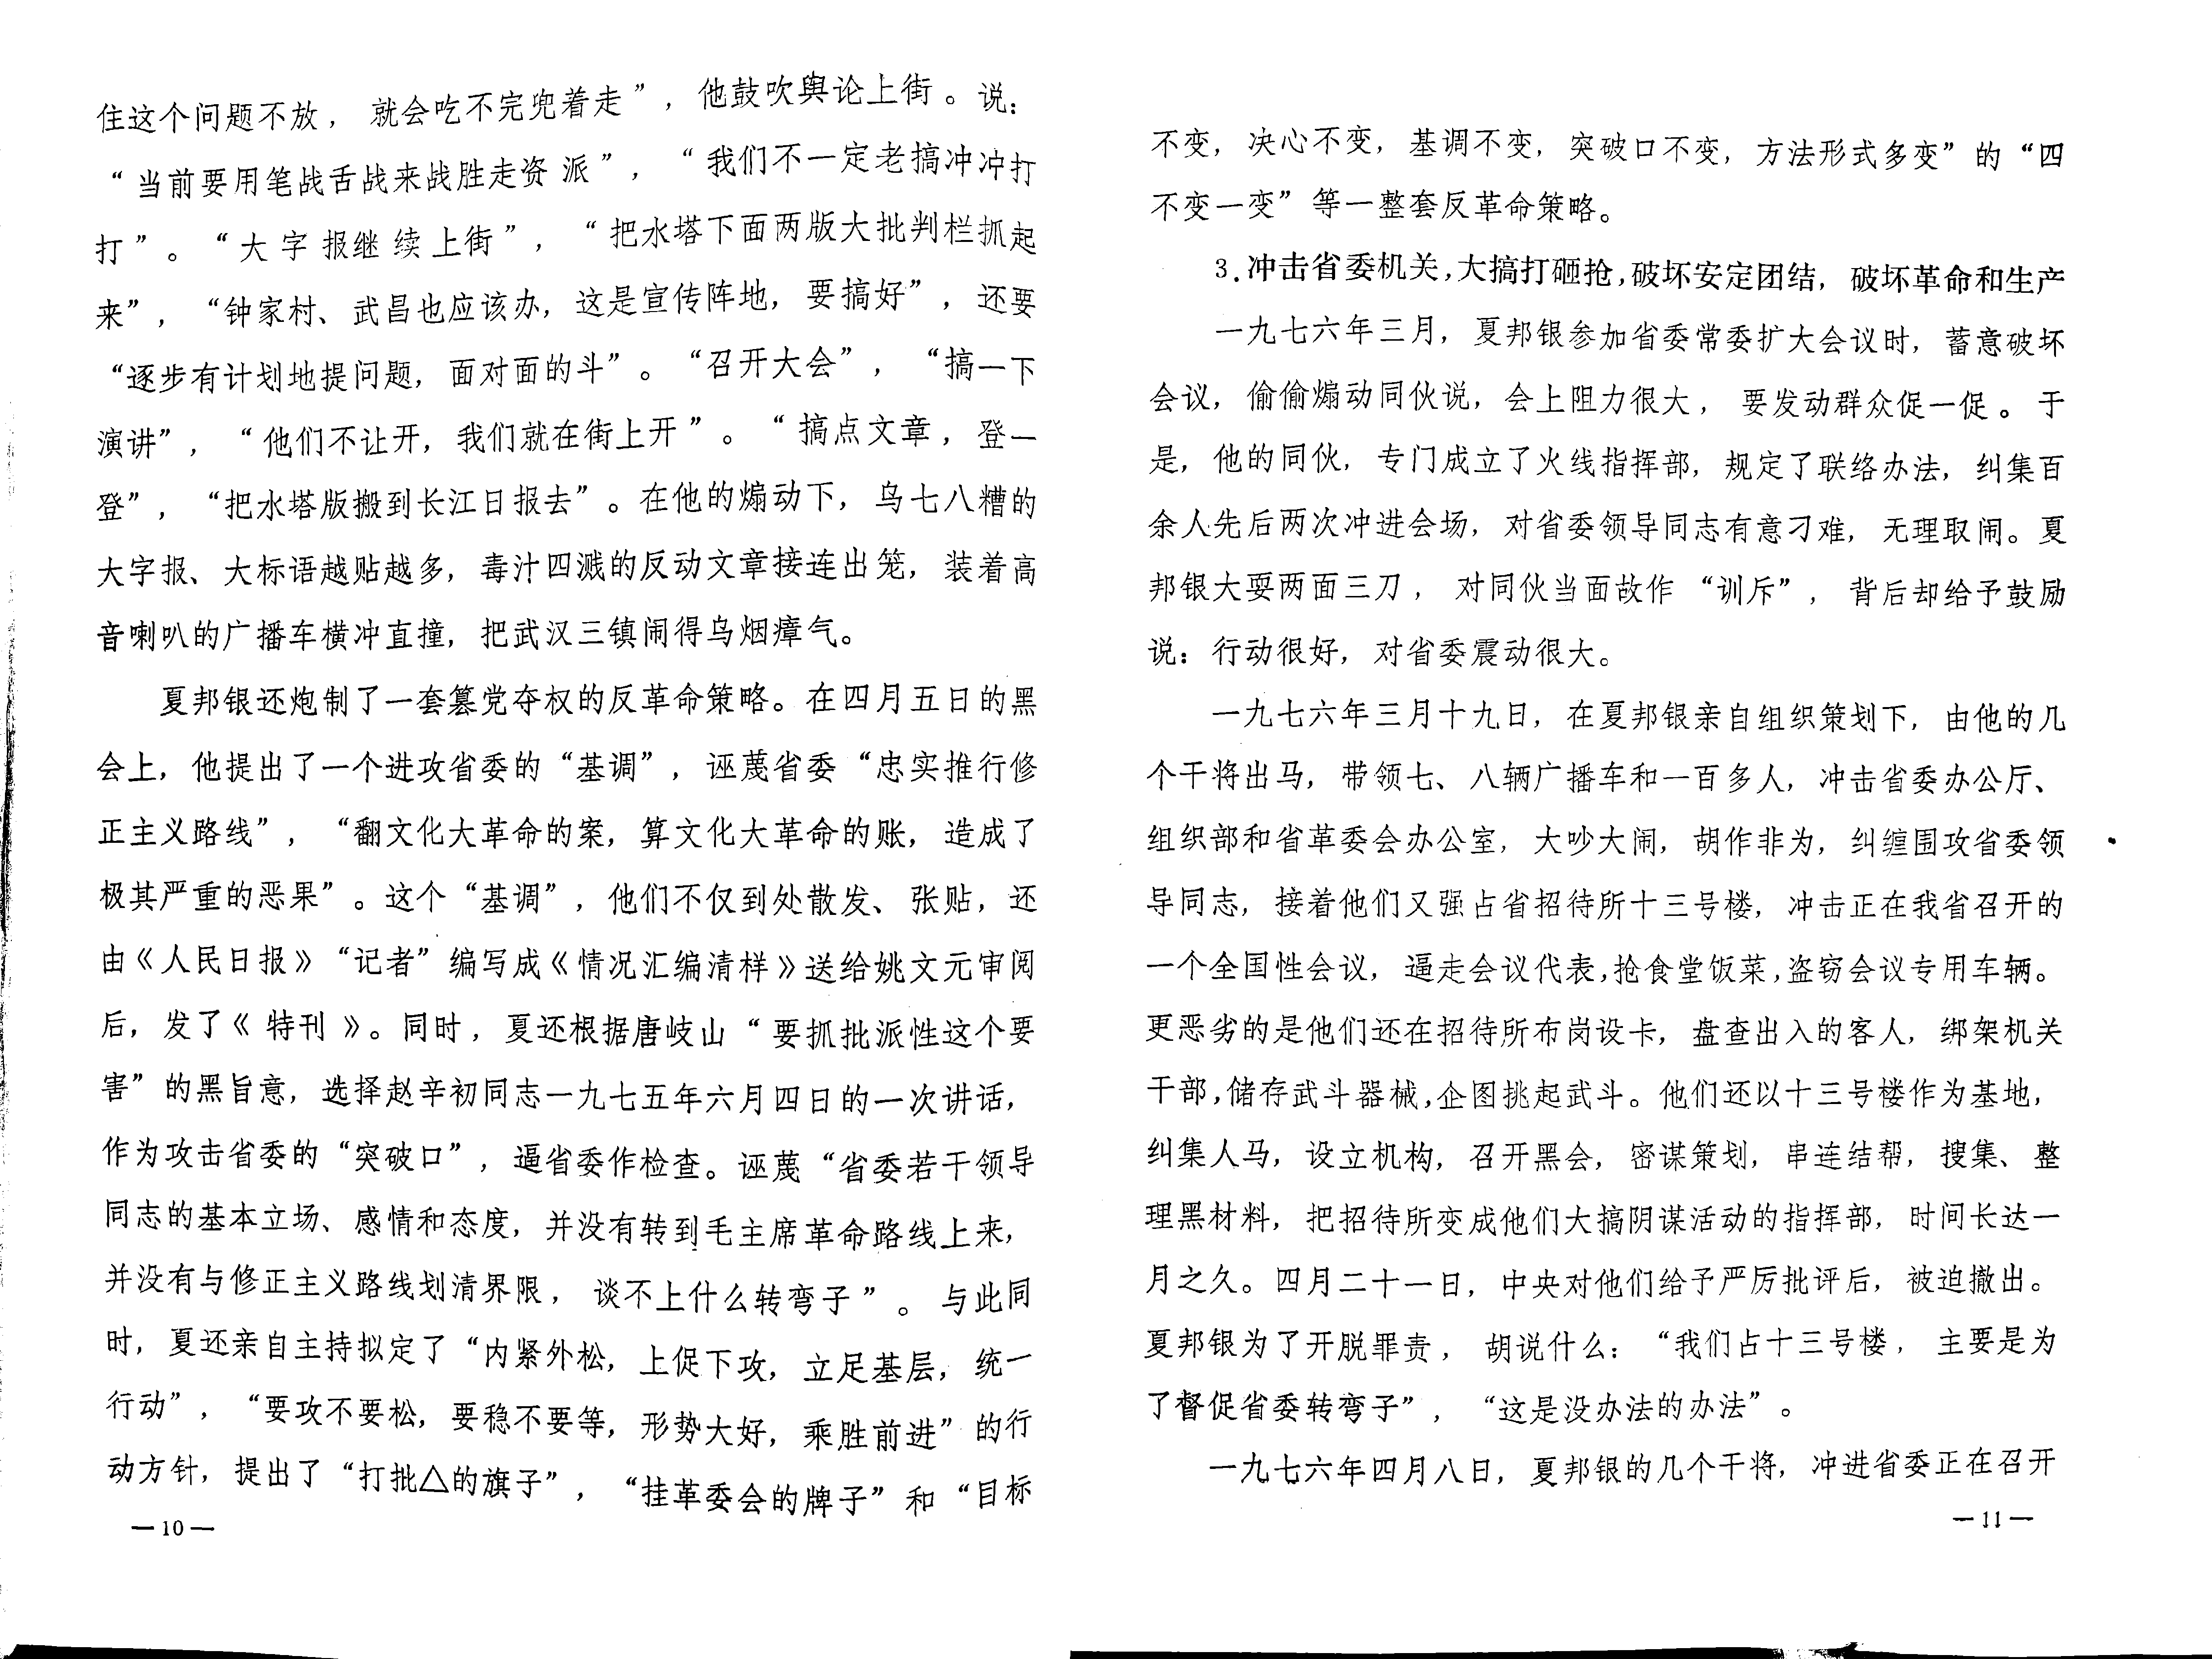 住这个问题不放， 就会吃不完兜着走”，他鼓吹舆论上街。说：
“当前要用笔战舌战来战胜走资派”， “我们不一定老搞冲冲打
打”。“大字报继续上街”， “把水塔下面两版大批判栏抓起
来”， “钟家村、武昌也应该办，这是宣传阵地，要搞好”，还要
“逐步有计划地提问题，面对面的斗”。“召开大会”， “搞一下
演讲”， “他们不让开，我们就在街上开”。“搞点文章，登一
登”， “把水塔版搬到长江日报去”。在他的煽动下，乌七八糟的
大字报、大标语越贴越多，毒汁四溅的反动文章接连出笼，装着高
音喇叭的广播车横冲直撞，把武汉三镇闹得乌烟瘴气。
夏邦银还炮制了一套篡党夺权的反革命策略。在四月五日的黑
会上，他提出了一个进攻省委的“基调”，诬蔑省委“忠实推行修
正主义路线”， “翻文化大革命的案，算文化大革命的账，造成了
极其严重的恶果”。这个“基调”，他们不仅到处散发、张贴，还
由《人民日报》“记者”编写成《情况汇编清样》送给姚文元审阅
后，发了《特刊》。同时，夏还根据唐岐山“要抓批派性这个要
害”的黑旨意，选择赵辛初同志一九七五年六月四日的一次讲话，
作为攻击省委的“突破口”，逼省委作检查。诬蔑“省委若干领导
同志的基本立场、感情和态度，并没有转到毛主席革命路线上来，
并没有与修正主义路线划清界限， 谈不上什么转弯子”。与此同
时，夏还亲自主持拟定了“内紧外松，上促下攻，立足基层，统一
行动”， “要攻不要松，要稳不要等，形势大好，乘胜前进”的行
动方针，提出了“打批△的旗子”， “挂革委会的牌子”和“目标
—10—
不变，决心不变，基调不变，突破口不变，方法形式多变”的“四
不变一变”等一整套反革命策略。
3.冲击省委机关，大搞打砸抢，破坏安定团结，破坏革命和生产
一九七六年三月，夏邦银参加省委常委扩大会议时，蓄意破坏
会议，偷偷煽动同伙说，会上阻力很大， 要发动群众促一促。于
是，他的同伙，专门成立了火线指挥部，规定了联络办法，纠集百
余人先后两次冲进会场，对省委领导同志有意刁难，无理取闹。夏
邦银大耍两面三刀， 对同伙当面故作“训斥”， 背后却给予鼓励
说：行动很好，对省委震动很大。
一九七六年三月十九日，在夏邦银亲自组织策划下，由他的几
个干将出马，带领七、八辆广播车和一百多人，冲击省委办公厅、
组织部和省革委会办公室，大吵大闹，胡作非为，纠缠围攻省委领
导同志，接着他们又强占省招待所十三号楼，冲击正在我省召开的
一个全国性会议，逼走会议代表，抢食堂饭菜，盗窃会议专用车辆。
更恶劣的是他们还在招待所布岗设卡，盘查出入的客人，绑架机关
干部，储存武斗器械，企图挑起武斗。他们还以十三号楼作为基地，
纠集人马，设立机构，召开黑会，密谋策划，串连结帮，搜集、整
理黑材料，把招待所变成他们大搞阴谋活动的指挥部，时间长达一
月之久。四月二十一日，中央对他们给予严厉批评后，被迫撤出。
夏邦银为了开脱罪责， 胡说什么：“我们占十三号楼， 主要是为
了督促省委转弯子”， “这是没办法的办法”。
一九七六年四月八日，夏邦银的几个干将，冲进省委正在召开
—11—